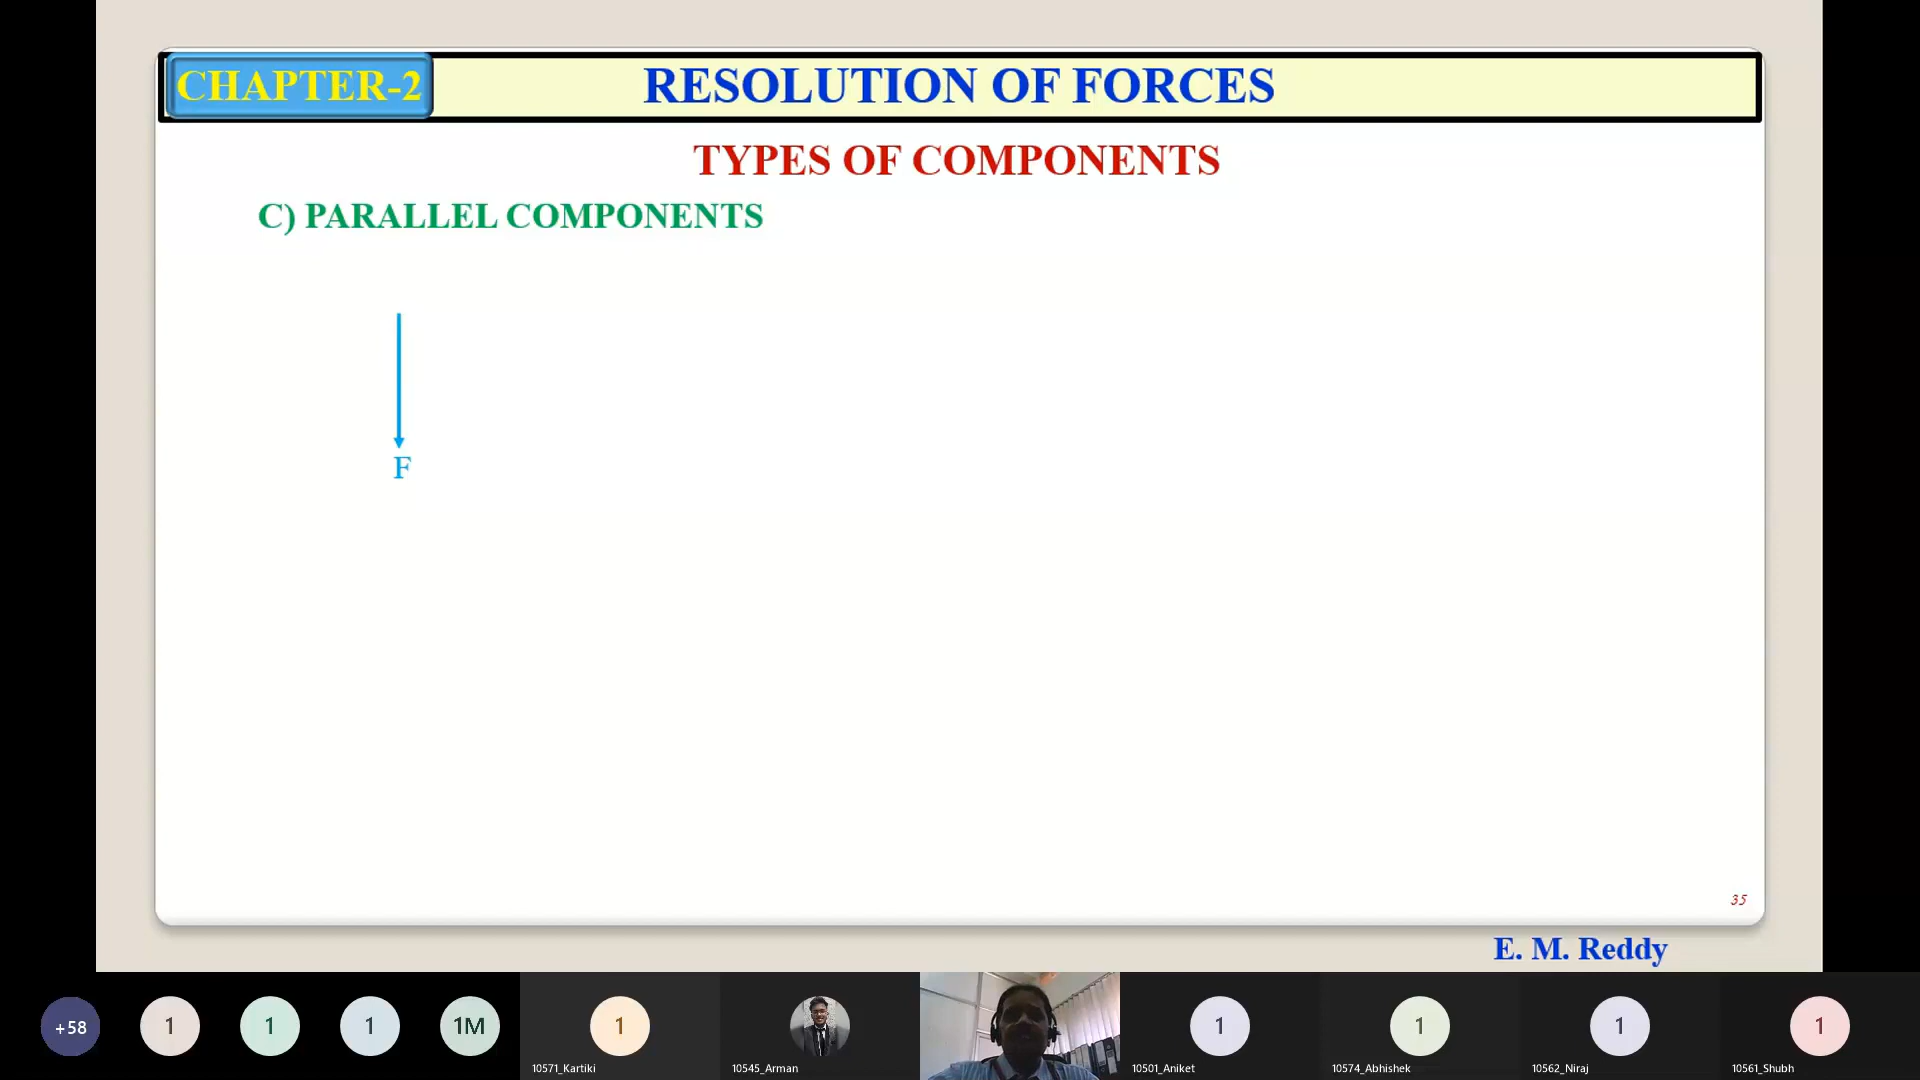 CHAPTER-2
RESOLUTION OF FORCES
TYPES OF COMPONENTS
C) PARALLEL COMPONENTS
F
35
E. M. Reddy
+58
1
1
1
1M
1
1
1
1
1
10571_Kartiki
10545_Arman
10501_Aniket
10574_Abhishek
10562_Niraj
10561_Shubh